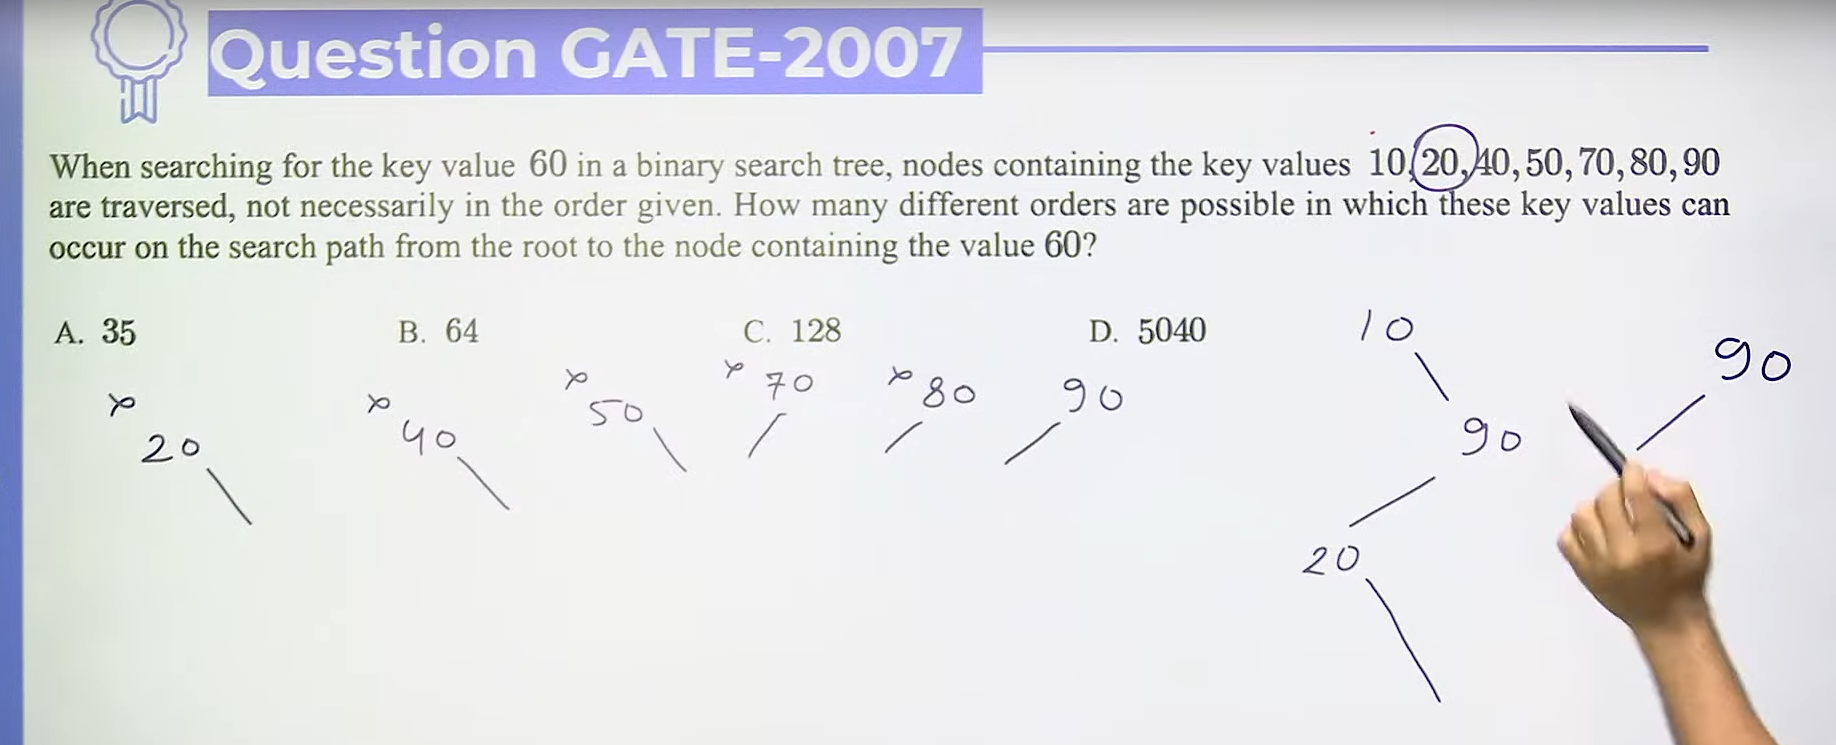 Question GATE-2007
When searching for the key value 60 in a binary search tree, nodes containing the key values 10, 20, 40, 50, 70, 80, 90
are traversed, not necessarily in the order given. How many different orders are possible in which these key values can
occur on the search path from the root to the node containing the value 60?
A. 35 B. 64 C. 128 D. 5040
10
90
20 40 50 70 80 90
90
20